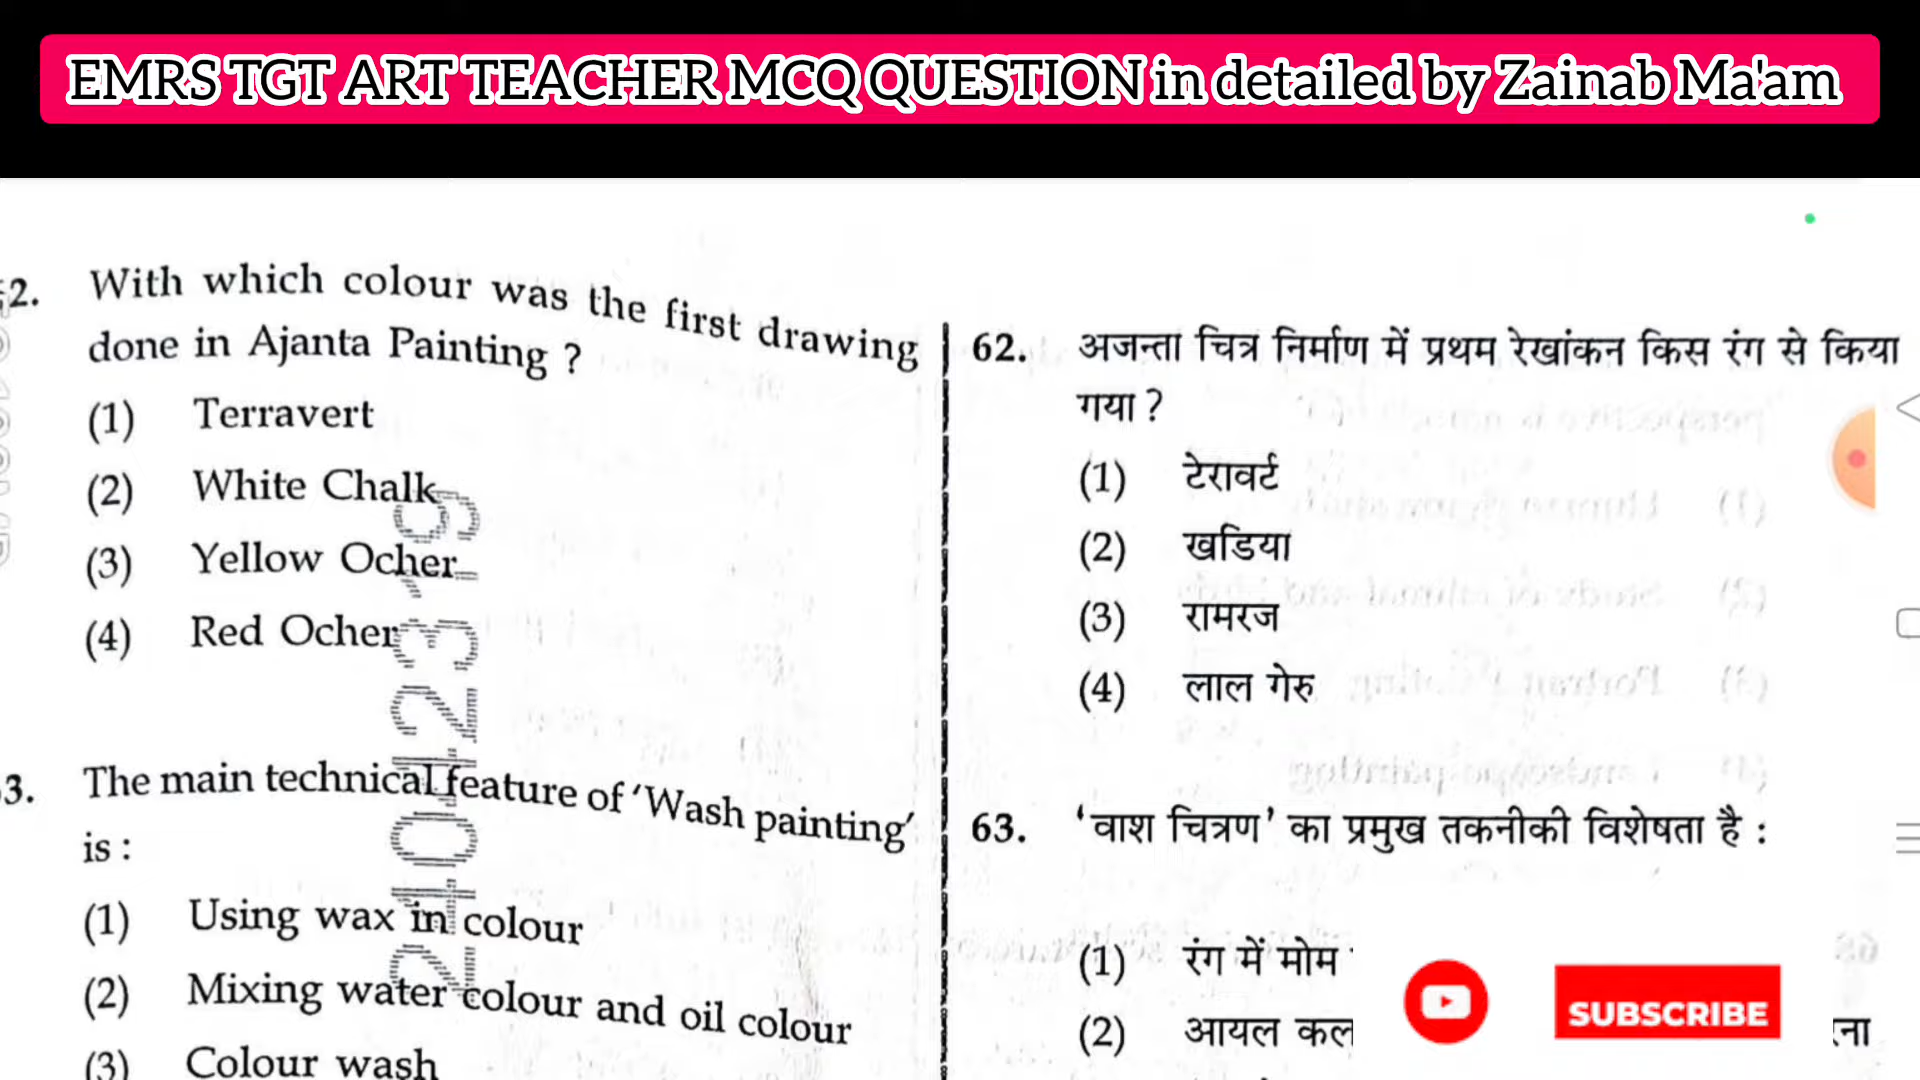 EMRS TGT ART TEACHER MCQ QUESTION in detailed by Zainab Ma'am
2. With which colour was the first drawing
done in Ajanta Painting ?
(1) Terravert
(2) White Chalk
(3) Yellow Ocher
(4) Red Ocher
3. The main technical feature of 'Wash painting'
is :
(1) Using wax in colour
(2) Mixing water colour and oil colour
(3) Colour wash
62. अजन्ता चित्र निर्माण में प्रथम रेखांकन किस रंग से किया
गया ?
(1) टेरावर्ट
(2) खडिया
(3) रामरज
(4) लाल गेरु
63. 'वाश चित्रण' का प्रमुख तकनीकी विशेषता है :
(1) रंग में मोम
(2) आयल
SUBSCRIBE